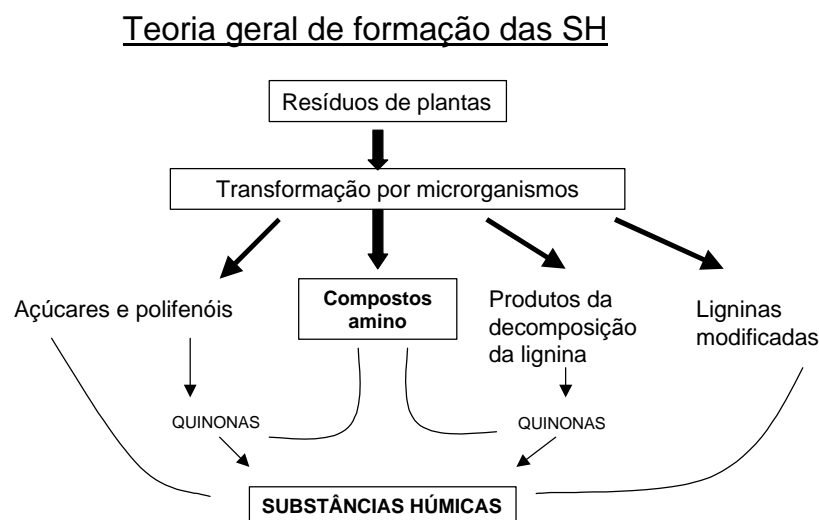 Teoria geral de formação das SH
Resíduos de plantas
Transformação por microrganismos
Açúcares e polifenóis
Compostos
amino
Produtos da
decomposição
da lignina
Ligninas
modificadas
QUINONAS
QUINONAS
SUBSTÂNCIAS HÚMICAS